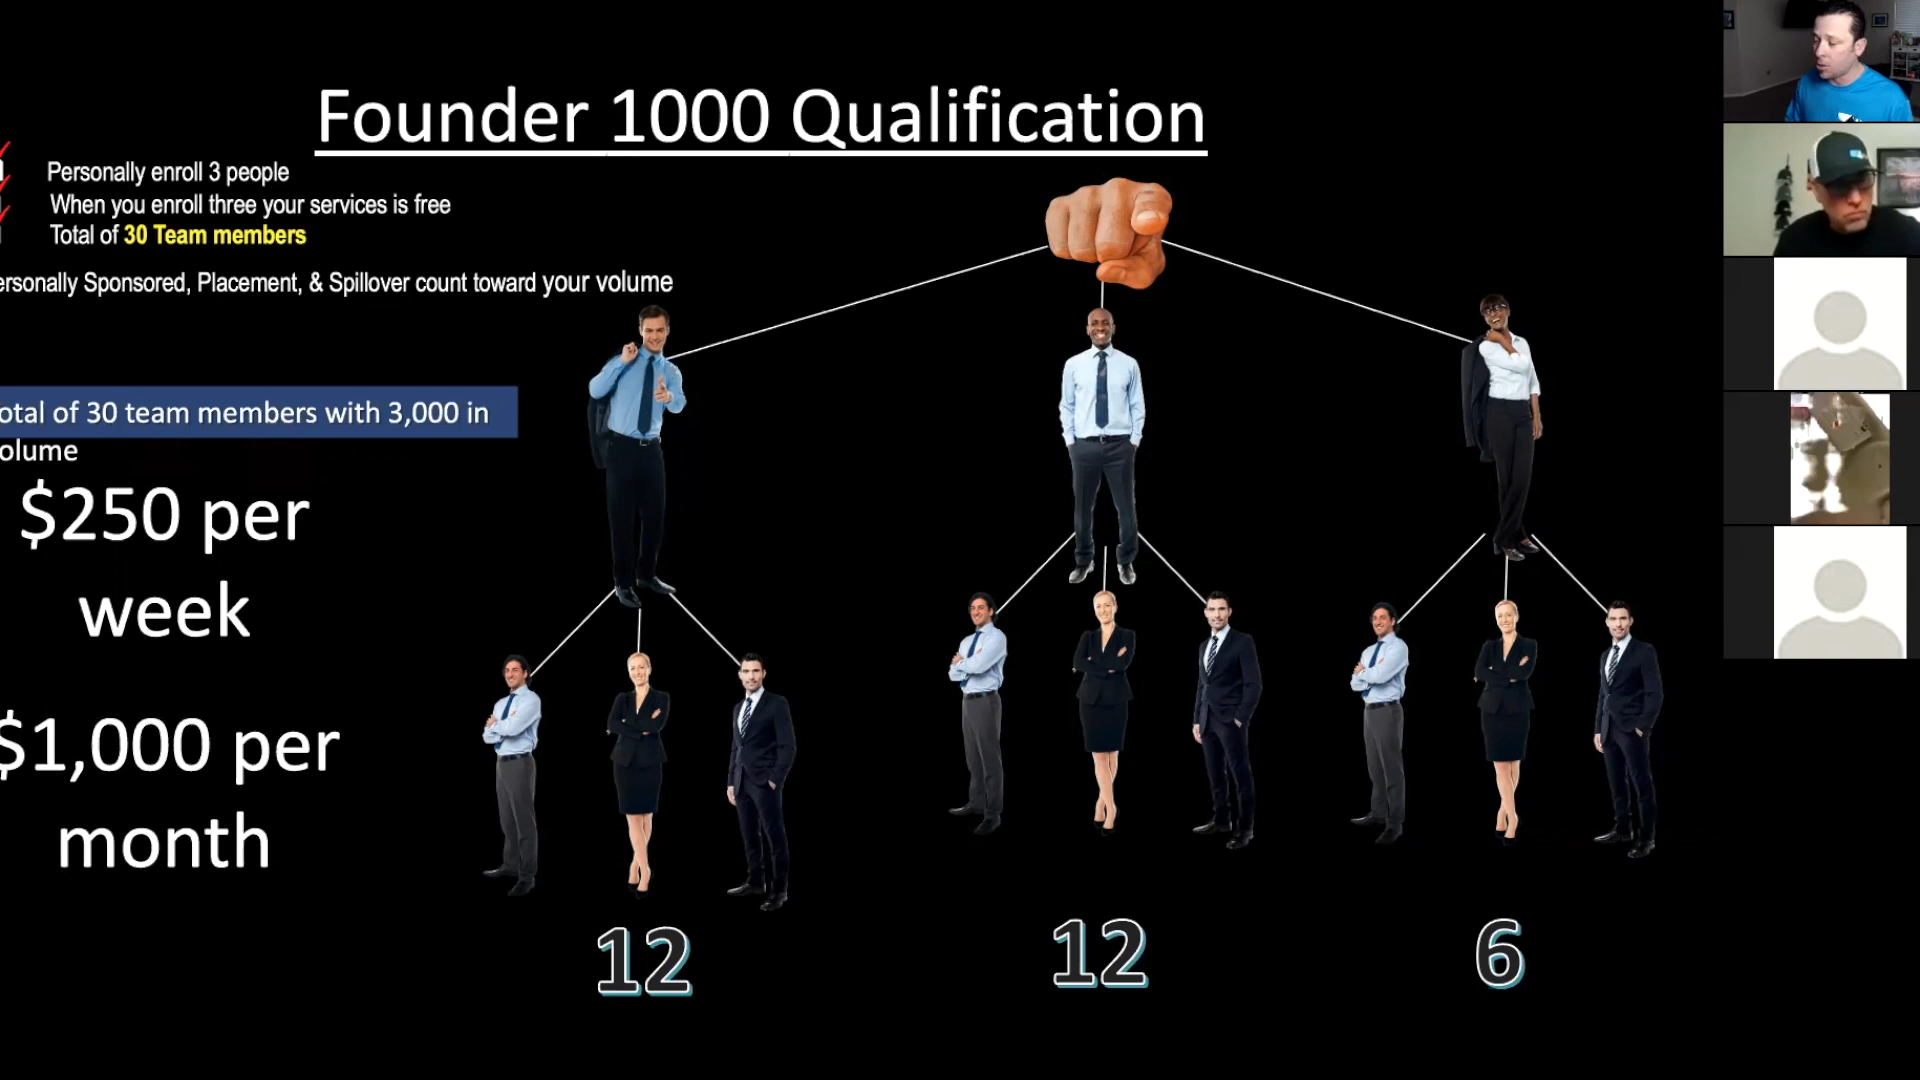 Founder 1000 Qualification
Personally enroll 3 people
When you enroll three your services is free
Total of 30 Team members
ersonally Sponsored, Placement, & Spillover count toward your volume
otal of 30 team members with 3,000 in
olume
$250 per
week
$1,000 per
month
12
12
6